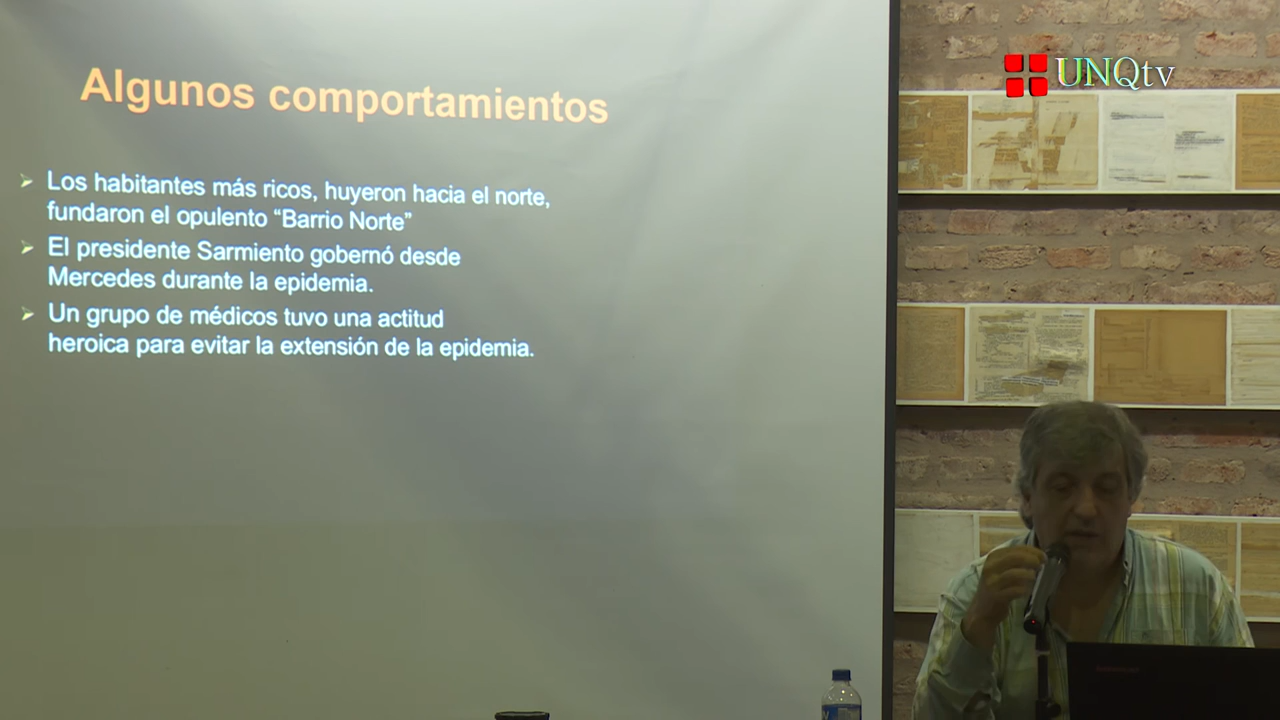 UNQtv
Algunos comportamientos
Los habitantes más ricos, huyeron hacia el norte,
fundaron el opulento “Barrio Norte”
El presidente Sarmiento gobernó desde
Mercedes durante la epidemia.
Un grupo de médicos tuvo una actitud
heroica para evitar la extensión de la epidemia.